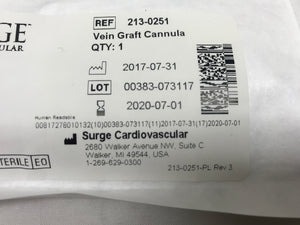 GE
CULAR
REF 213-0251
Vein Graft Cannula
QTY: 1
2017-07-31
LOT 00383-073117
2020-07-01
Human Readable
00817278010132(10)00383-073117(11)2017-07-31(17)2020-07-01
Surge Cardiovascular
2680 Walker Avenue NW, Suite C
Walker, MI 49544, USA
1-269-629-0300
STERILE EO
213-0251-PL Rev 3